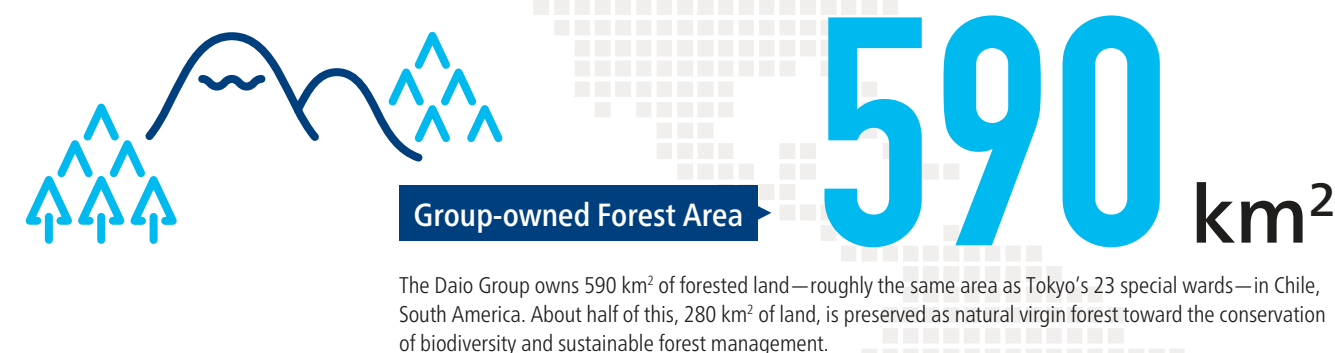 590 km²
Group-owned Forest Area
The Daio Group owns 590 km² of forested land—roughly the same area as Tokyo's 23 special wards—in Chile,
South America. About half of this, 280 km² of land, is preserved as natural virgin forest toward the conservation
of biodiversity and sustainable forest management.